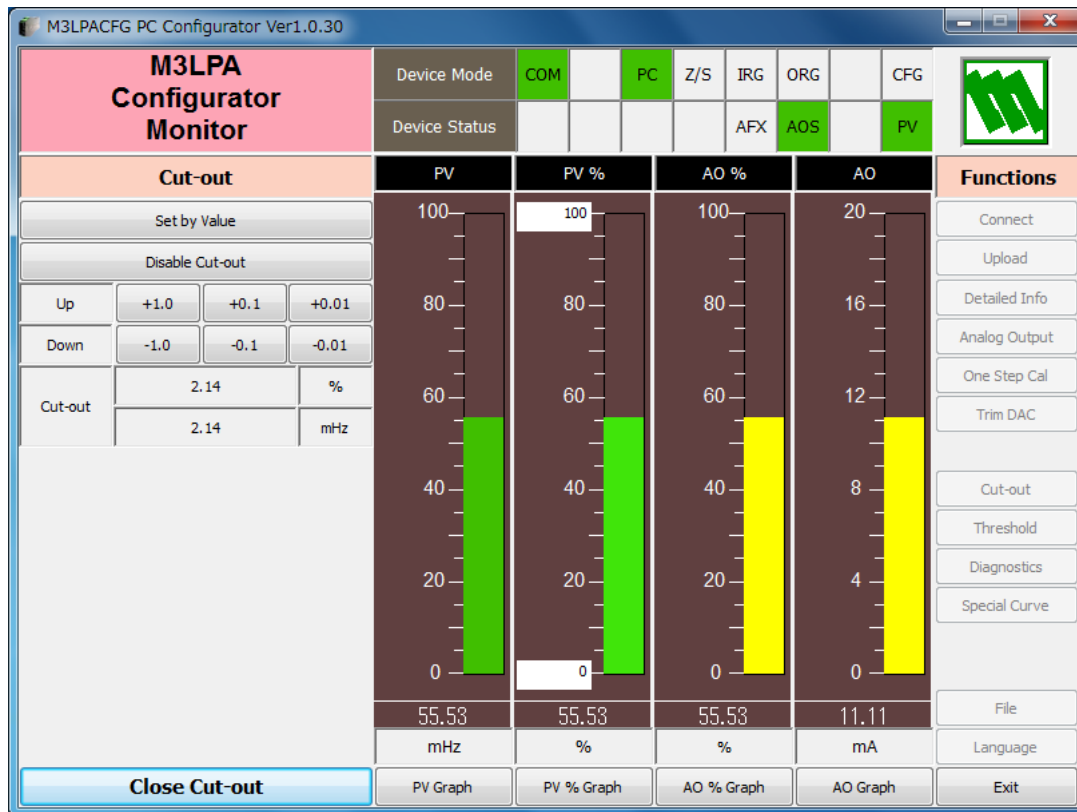 M3LPACFG PC Configurator Ver1.0.30
M3LPA
Configurator
Monitor
Device Mode COM PC Z/S IRG ORG CFG
Device Status AFX AOS PV
Cut-out
Set by Value
Disable Cut-out
Up +1.0 +0.1 +0.01
Down -1.0 -0.1 -0.01
Cut-out 2.14 %
2.14 mHz
Close Cut-out
PV PV % AO % AO
100 100 100 20
80 80 80 16
60 60 60 12
40 40 40 8
20 20 20 4
0 0 0 0
55.53 55.53 55.53 11.11
mHz % % mA
PV Graph PV % Graph AO % Graph AO Graph
Functions
Connect
Upload
Detailed Info
Analog Output
One Step Cal
Trim DAC
Cut-out
Threshold
Diagnostics
Special Curve
File
Language
Exit